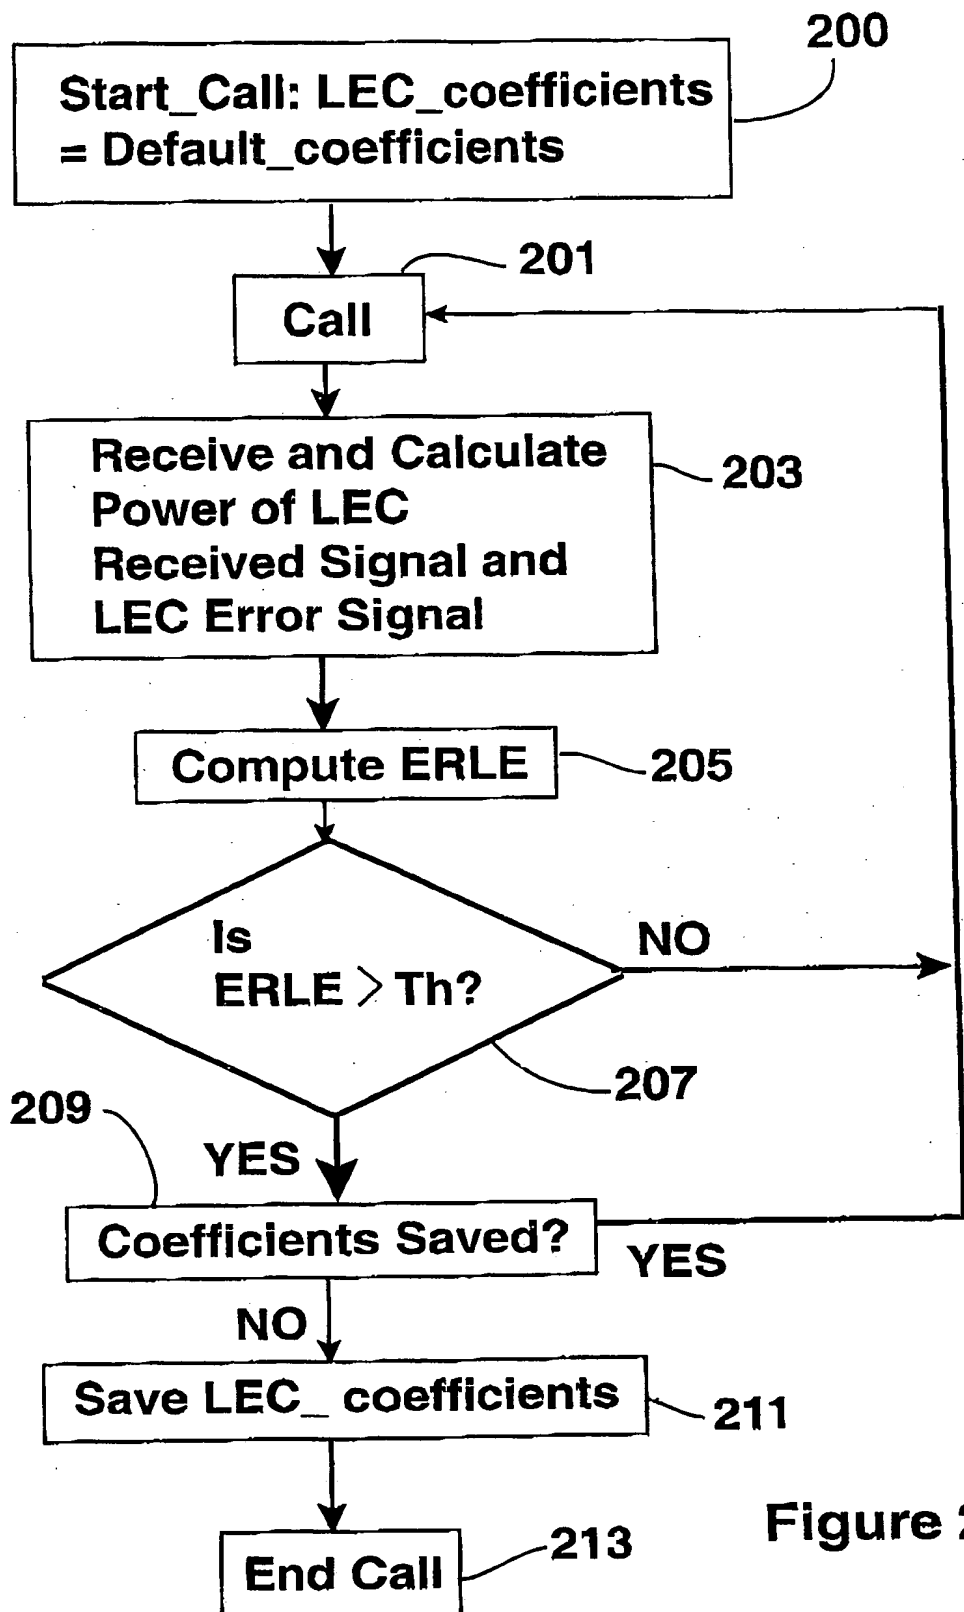 200
Start_Call: LEC_coefficients
= Default_coefficients
201
Call
Receive and Calculate
Power of LEC
Received Signal and
LEC Error Signal
203
Compute ERLE
205
Is
ERLE > Th?
NO
207
209
YES
Coefficients Saved?
YES
NO
Save LEC_ coefficients
211
Figure 2
End Call
213